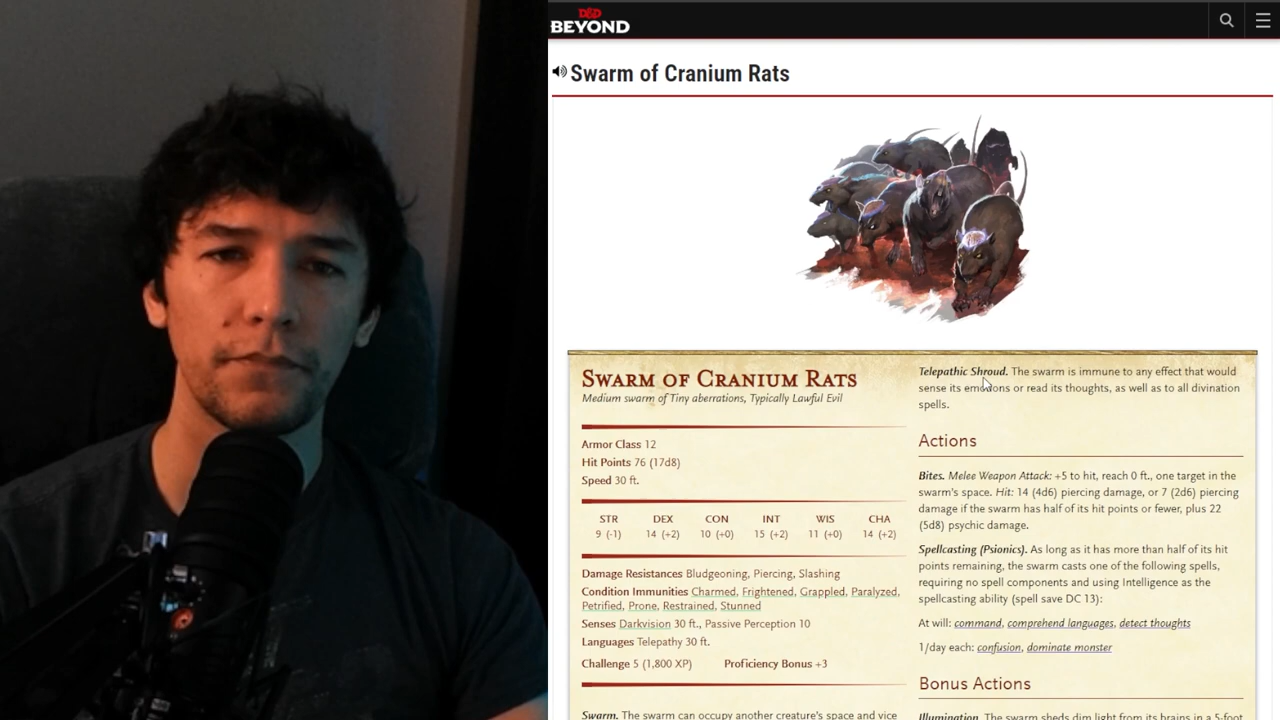 D&D
BEYOND
Swarm of Cranium Rats
SWARM OF CRANIUM RATS
Medium swarm of Tiny aberrations, Typically Lawful Evil
Armor Class 12
Hit Points 76 (17d8)
Speed 30 ft.
STR DEX CON INT WIS CHA
9 (-1) 14 (+2) 10 (+0) 15 (+2) 11 (+0) 14 (+2)
Damage Resistances Bludgeoning, Piercing, Slashing
Condition Immunities Charmed, Frightened, Grappled, Paralyzed,
Petrified, Prone, Restrained, Stunned
Senses Darkvision 30 ft., Passive Perception 10
Languages Telepathy 30 ft.
Challenge 5 (1,800 XP) Proficiency Bonus +3
Swarm. The swarm can occupy another creature's space and vice
Telepathic Shroud. The swarm is immune to any effect that would
sense its emotions or read its thoughts, as well as to all divination
spells.
Actions
Bites. Melee Weapon Attack: +5 to hit, reach 0 ft., one target in the
swarm's space. Hit: 14 (4d6) piercing damage, or 7 (2d6) piercing
damage if the swarm has half of its hit points or fewer, plus 22
(5d8) psychic damage.
Spellcasting (Psionics). As long as it has more than half of its hit
points remaining, the swarm casts one of the following spells,
requiring no spell components and using Intelligence as the
spellcasting ability (spell save DC 13):
At will: command, comprehend languages, detect thoughts
1/day each: confusion, dominate monster
Bonus Actions
Illumination. The swarm sheds dim light from its brains in a 5-foot